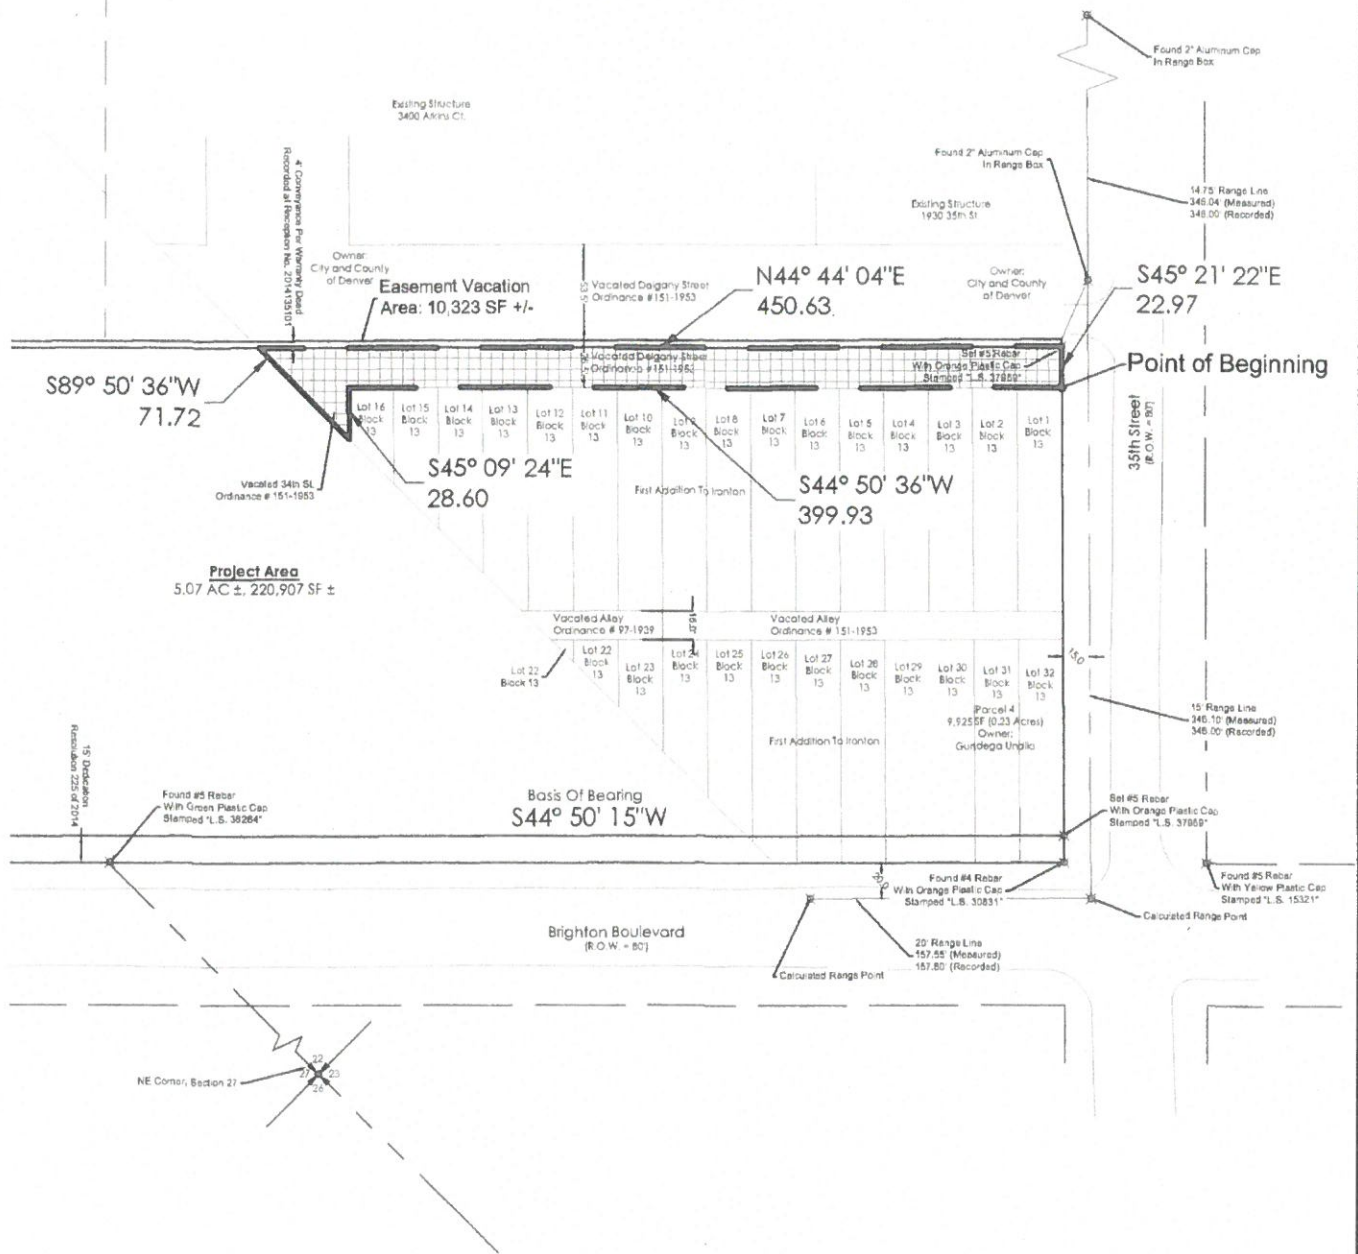 Found 2" Aluminum Cap
In Range Box
Existing Structure
3400 Arkins Ct.
Found 2" Aluminum Cap
In Range Box
14.75' Range Line
346.04' (Measured)
346.00' (Recorded)
Existing Structure
1930 35th St
4' Conveyance Per Warranty Deed
Recorded at Reception No. 2014135101
Owner:
City and County
of Denver
Easement Vacation
Area: 10,323 SF +/-
Vacated Delgany Street
Ordinance #151-1953
N44° 44' 04"E
450.63
Owner:
City and County
of Denver
S45° 21' 22"E
22.97
Vacated Delgany Street
Ordinance #151-1953
Set #5 Rebar
With Orange Plastic Cap
Stamped "L.S. 37969"
Point of Beginning
S89° 50' 36"W
71.72
Lot 16
Block
13
Lot 15
Block
13
Lot 14
Block
13
Lot 13
Block
13
Lot 12
Block
13
Lot 11
Block
13
Lot 10
Block
13
Lot 9
Block
13
Lot 8
Block
13
Lot 7
Block
13
Lot 6
Block
13
Lot 5
Block
13
Lot 4
Block
13
Lot 3
Block
13
Lot 2
Block
13
Lot 1
Block
13
35th Street
(R.O.W. = 80')
S45° 09' 24"E
28.60
Vacated 34th St.
Ordinance # 151-1953
First Addition To Ironton
S44° 50' 36"W
399.93
Project Area
5.07 AC ±, 220,907 SF ±
Vacated Alley
Ordinance # 97-1939
Vacated Alley
Ordinance # 151-1953
Lot 22
Block 13
Lot 22
Block
13
Lot 23
Block
13
Lot 24
Block
13
Lot 25
Block
13
Lot 26
Block
13
Lot 27
Block
13
Lot 28
Block
13
Lot 29
Block
13
Lot 30
Block
13
Lot 31
Block
13
Lot 32
Block
13
15.0
Parcel 4
9,925 SF (0.23 Acres)
Owner:
Gundega
15' Range Line
346.10' (Measured)
346.00' (Recorded)
First Addition To Ironton
15' Dedication
Resolution 225 of 2014
Found #5 Rebar
With Green Plastic Cap
Stamped "L.S. 38284"
Basis Of Bearing
S44° 50' 15"W
Set #5 Rebar
With Orange Plastic Cap
Stamped "L.S. 37969"
Found #4 Rebar
With Orange Plastic Cap
Stamped "L.S. 30831"
Found #5 Rebar
With Yellow Plastic Cap
Stamped "L.S. 15321"
Calculated Range Point
Brighton Boulevard
(R.O.W. = 80')
20' Range Line
157.55' (Measured)
157.80' (Recorded)
Calculated Range Point
NE Corner, Section 27
22
27
23
26